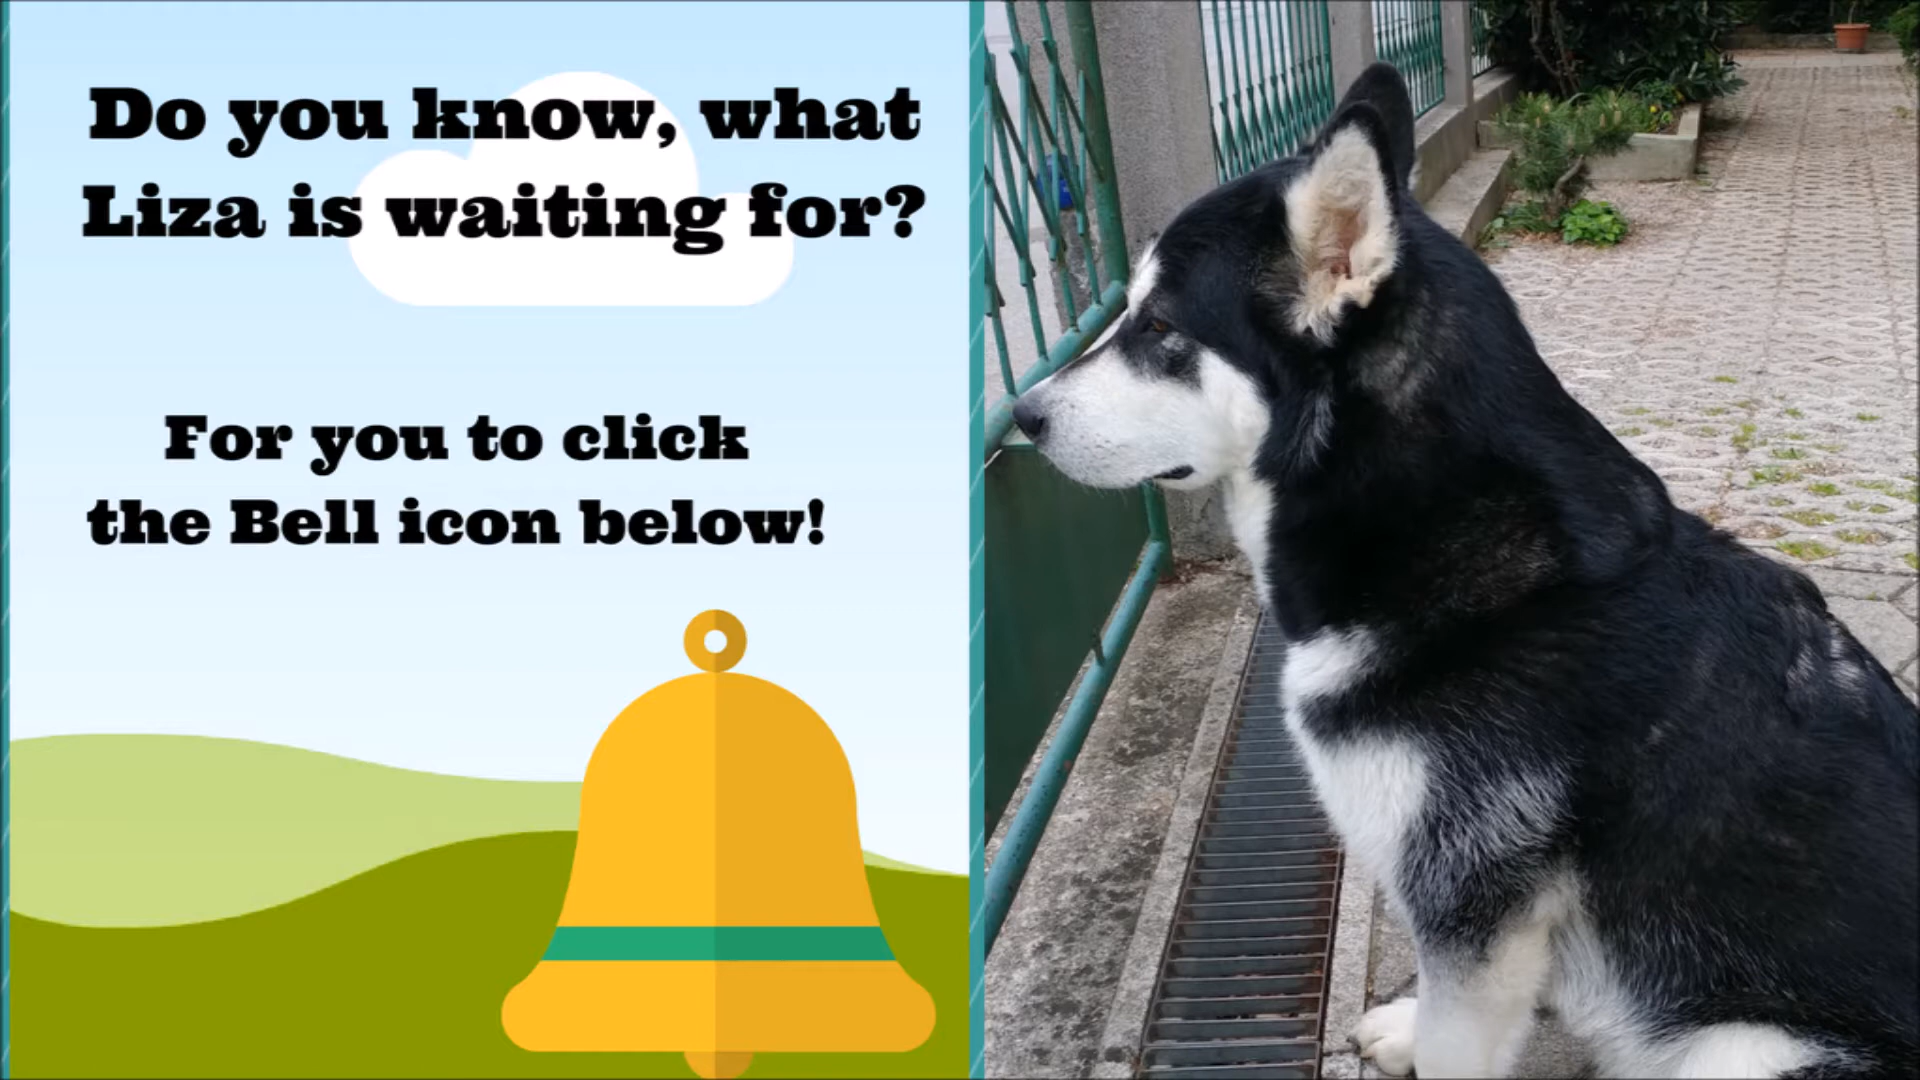 Do you know, what
Liza is waiting for?
For you to click
the Bell icon below!